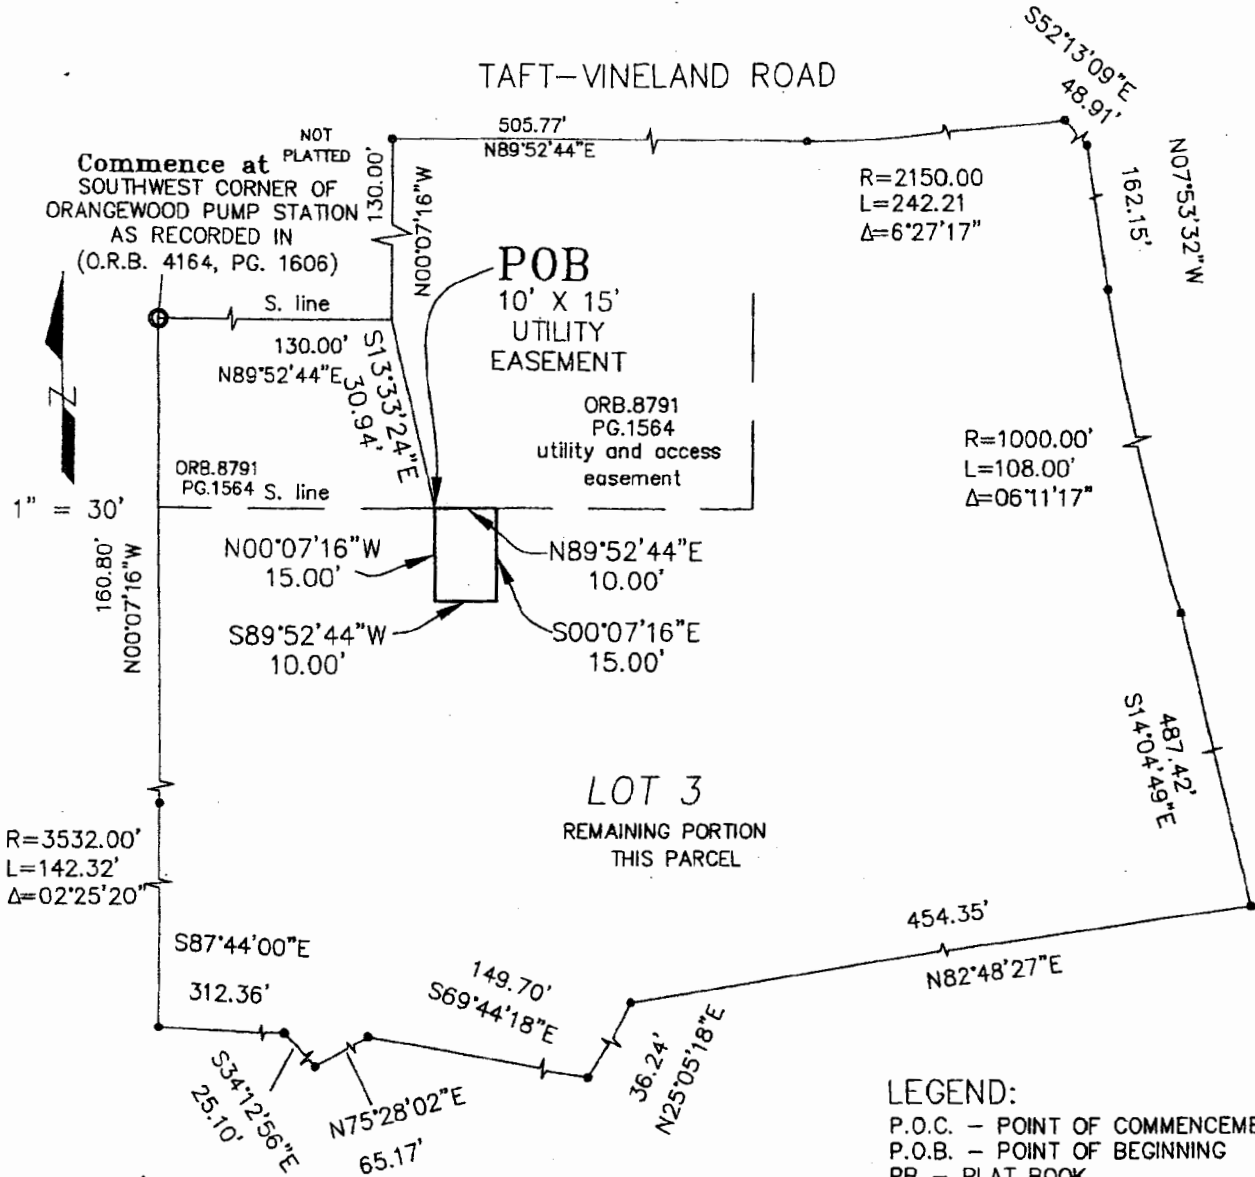 S52°13'09"E
48.91'
TAFT-VINELAND ROAD
505.77'
N89°52'44"E
NOT
PLATTED
Commence at
SOUTHWEST CORNER OF
ORANGEWOOD PUMP STATION
AS RECORDED IN
(O.R.B. 4164, PG. 1606)
130.00'
N00°07'16"W
R=2150.00
L=242.21
Δ=6°27'17"
162.15'
N07°53'32"W
POB
10' X 15'
UTILITY
EASEMENT
S. line
130.00'
N89°52'44"E
S13°33'24"E
30.94'
Z
ORB.8791
PG.1564
utility and access
easement
R=1000.00'
L=108.00'
Δ=06°11'17"
ORB.8791
PG.1564 S. line
1" = 30'
160.80'
N00°07'16"W
N00°07'16"W
15.00'
N89°52'44"E
10.00'
S89°52'44"W
10.00'
S00°07'16"E
15.00'
487.42'
S14°04'49"E
LOT 3
REMAINING PORTION
THIS PARCEL
R=3532.00'
L=142.32'
Δ=02°25'20"
S87°44'00"E
312.36'
149.70'
S69°44'18"E
454.35'
N82°48'27"E
S34°12'56"E
25.10'
N75°28'02"E
65.17'
36.24'
N25°05'18"E
LEGEND:
P.O.C. - POINT OF COMMENCEME
P.O.B. - POINT OF BEGINNING
PB - PLAT BOOK